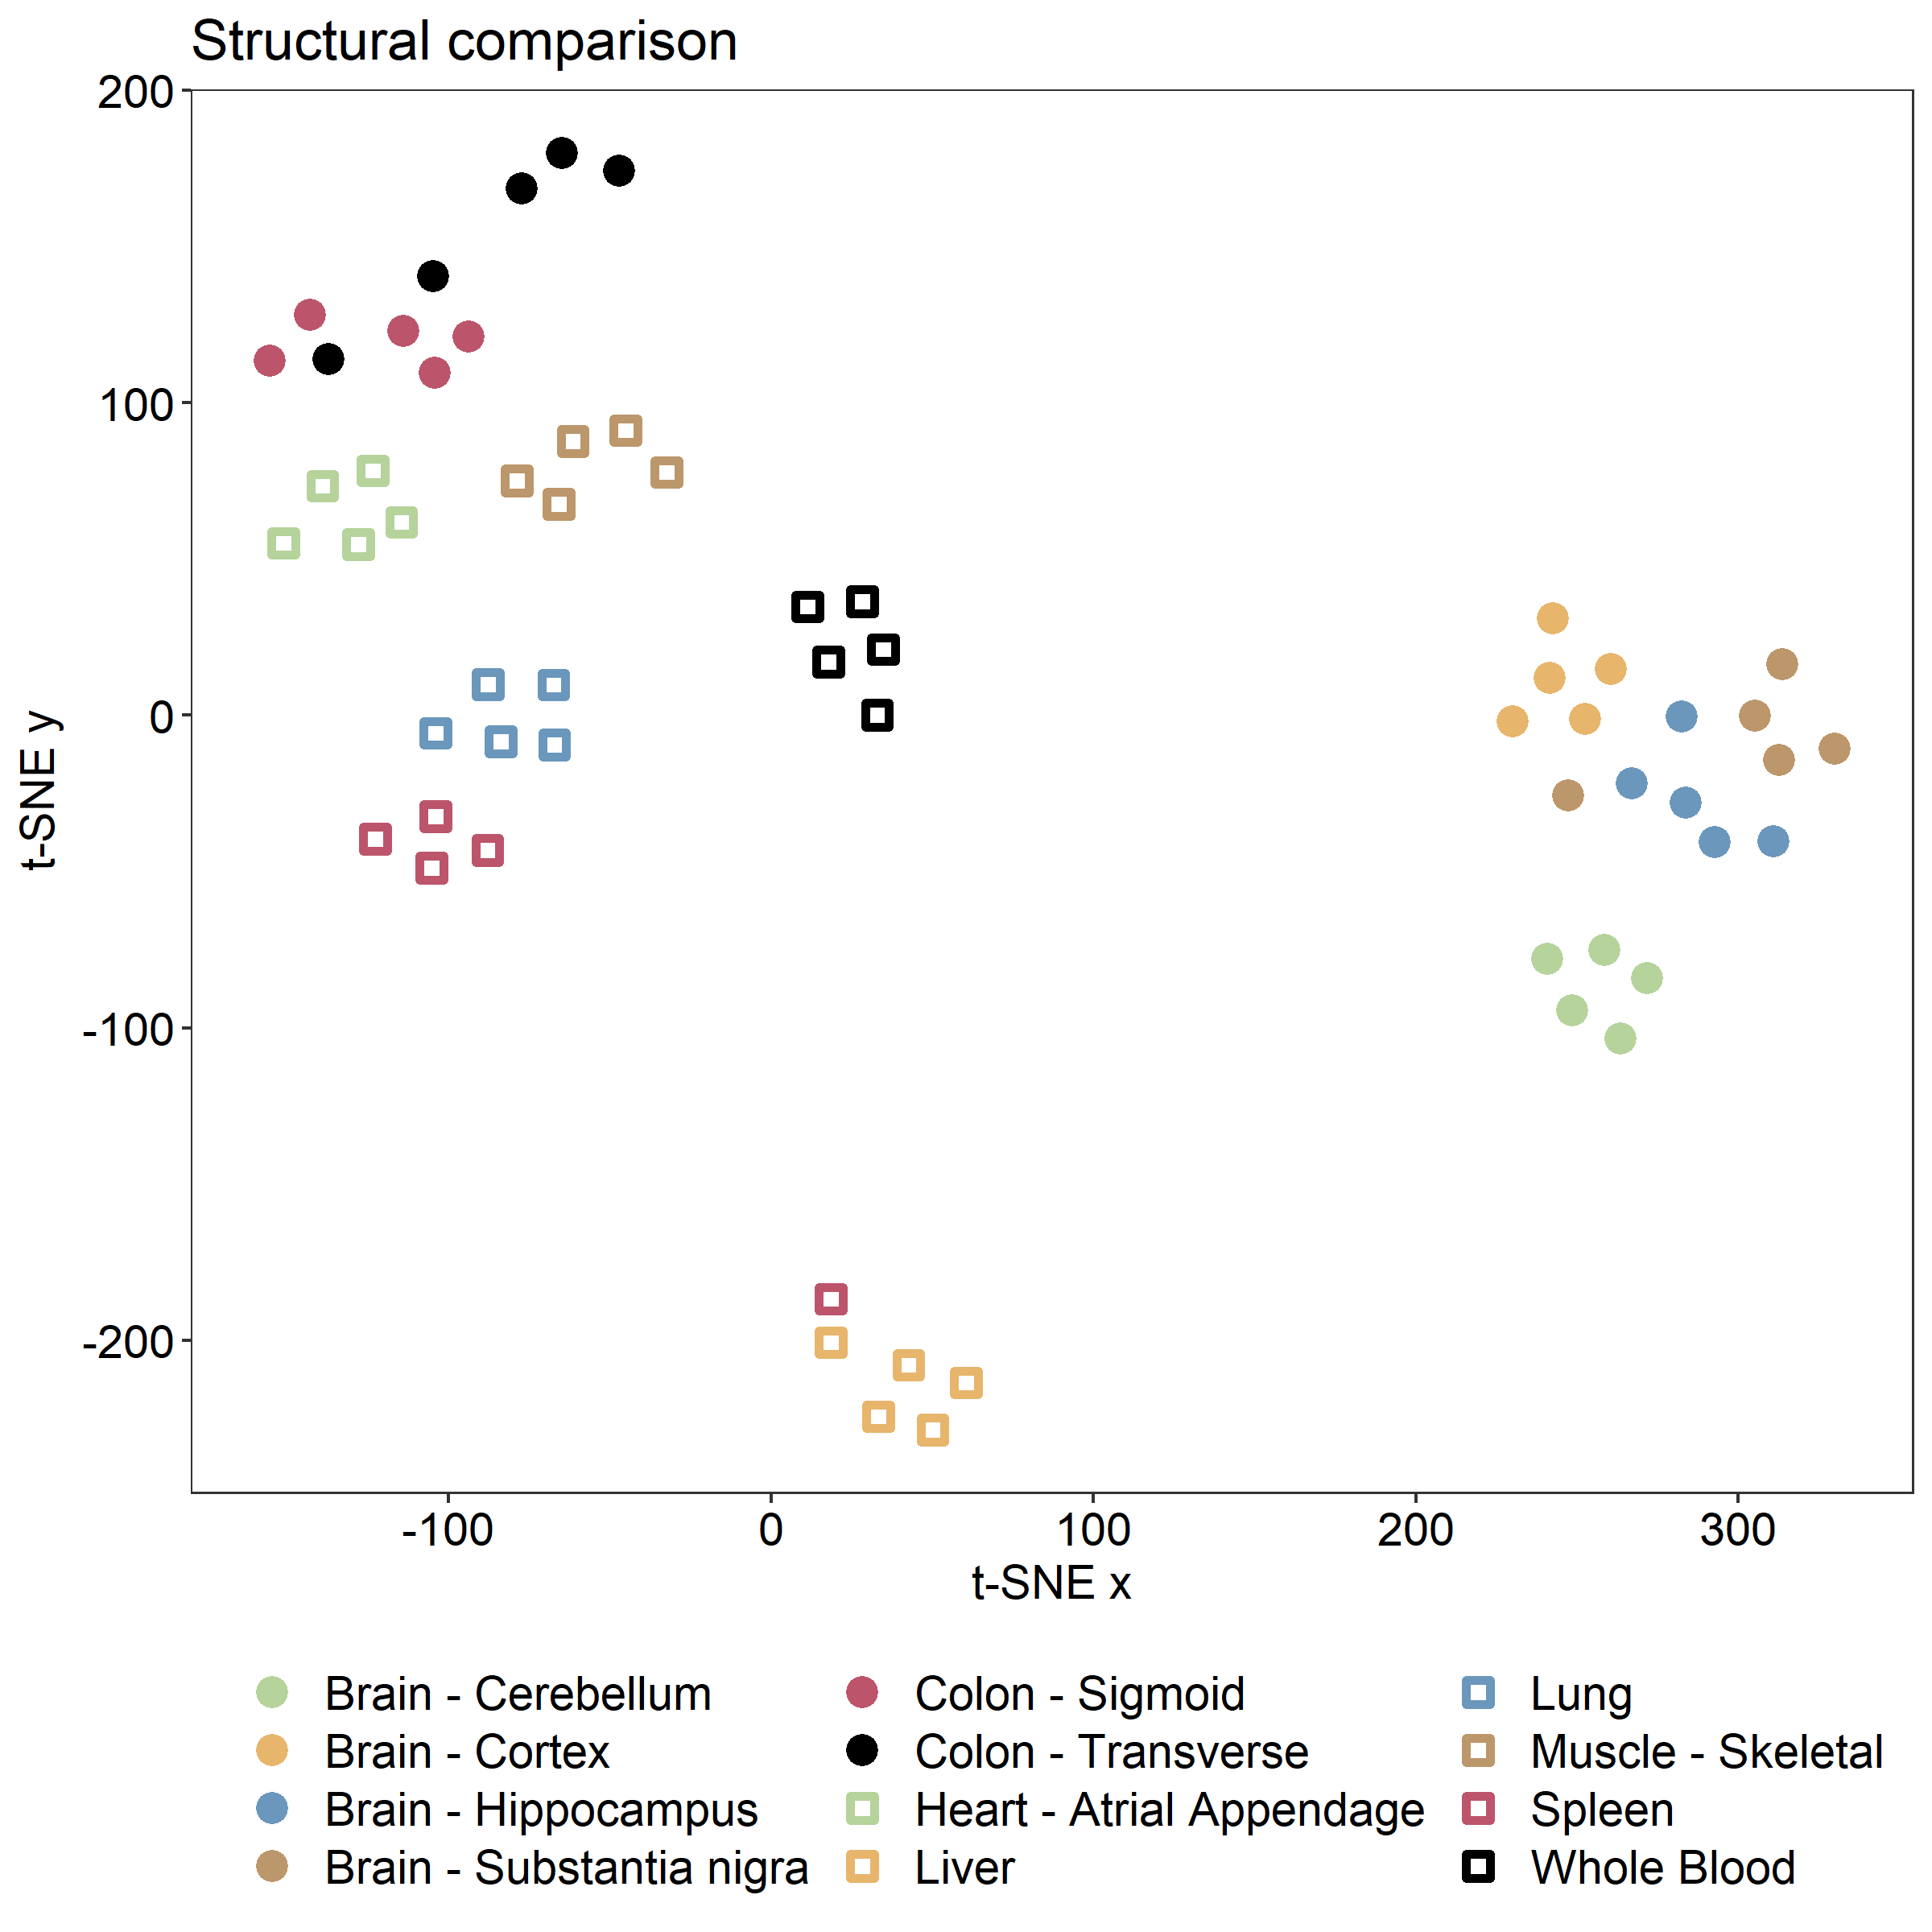 Structural comparison
200
100
0
-100
-200
t-SNE y
-100 0 100 200 300
t-SNE x
Brain - Cerebellum
Brain - Cortex
Brain - Hippocampus
Brain - Substantia nigra
Colon - Sigmoid
Colon - Transverse
Heart - Atrial Appendage
Liver
Lung
Muscle - Skeletal
Spleen
Whole Blood